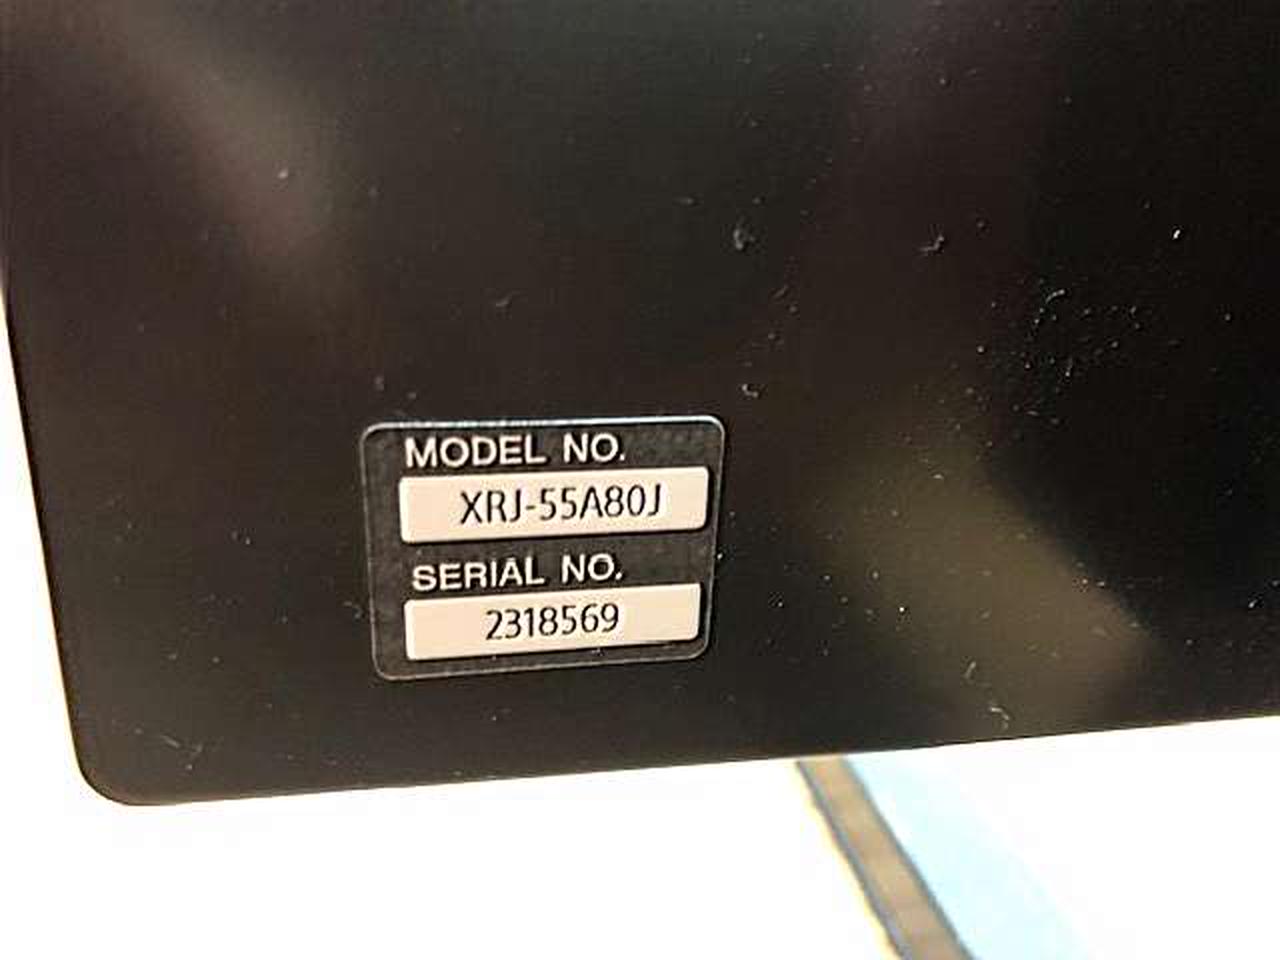 MODEL NO.
XRJ-55A80J
SERIAL NO.
2318569